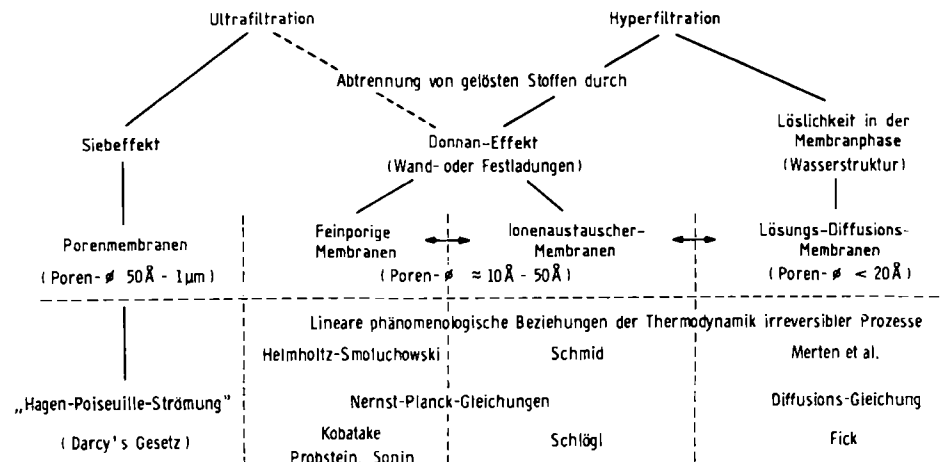 Ultrafiltration Hyperfiltration
Abtrennung von gelösten Stoffen durch
Siebeffekt
Donnan-Effekt
(Wand- oder Festladungen)
Löslichkeit in der
Membranphase
(Wasserstruktur)
Porenmembranen
(Poren-ø 50Å - 1µm)
Feinporige
Membranen
Ionenaustauscher-
Membranen
(Poren-ø ≈ 10Å - 50Å)
Lösungs-Diffusions-
Membranen
(Poren-ø < 20Å)
Lineare phänomenologische Beziehungen der Thermodynamik irreversibler Prozesse
Helmholtz-Smoluchowski Schmid Merten et al.
„Hagen-Poiseuille-Strömung" Nernst-Planck-Gleichungen Diffusions-Gleichung
(Darcy's Gesetz)
Kobatake
Probstein, Sonin
Schlögl
Fick